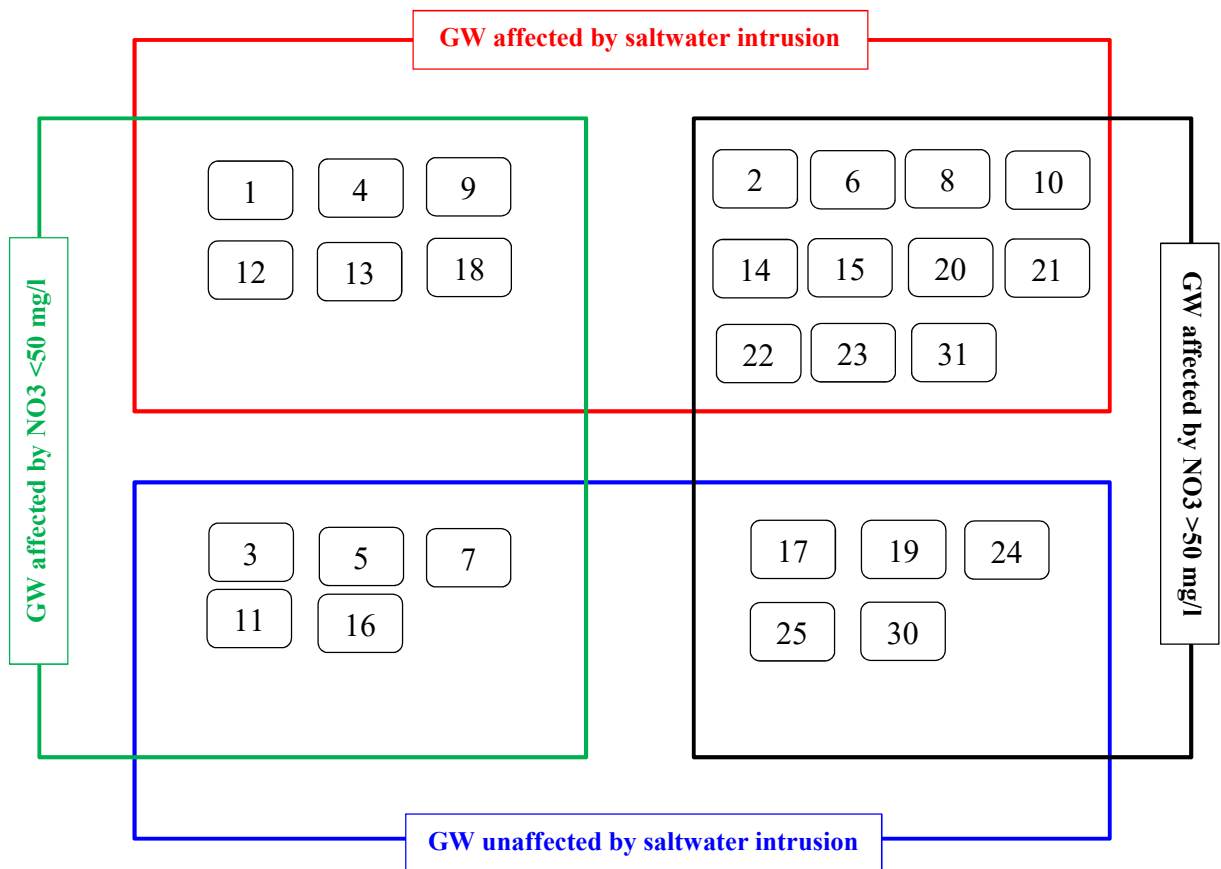 GW affected by saltwater intrusion
GW affected by NO3 <50 mg/l
1 4 9
12 13 18
2 6 8 10
14 15 20 21
22 23 31
GW affected by NO3 >50 mg/l
3 5 7
11 16
17 19 24
25 30
GW unaffected by saltwater intrusion